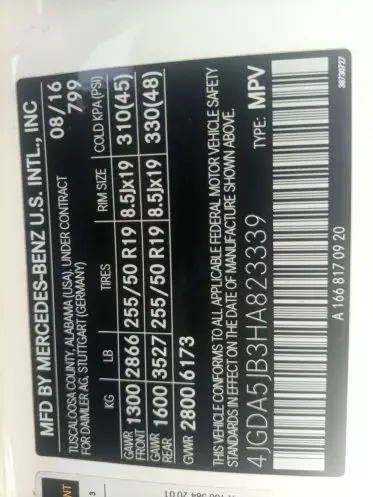 MFD BY MERCEDES-BENZ U.S. INTL., INC
TUSCALOOSA COUNTY, ALABAMA (USA), UNDER CONTRACT
FOR DAIMLER AG, STUTTGART (GERMANY)
08/16
799
KG LB TIRES RIM SIZE COLD KPA(PSI)
GAWR FRONT 1300 2866 255/50 R19 8.5Jx19 310(45)
GAWR REAR 1600 3527 255/50 R19 8.5Jx19 330(48)
GVWR 2800 6173
THIS VEHICLE CONFORMS TO ALL APPLICABLE FEDERAL MOTOR VEHICLE SAFETY
STANDARDS IN EFFECT ON THE DATE OF MANUFACTURE SHOWN ABOVE.
4JGDA5JB3HA823339 TYPE: MPV
A 166 817 09 20
38730727